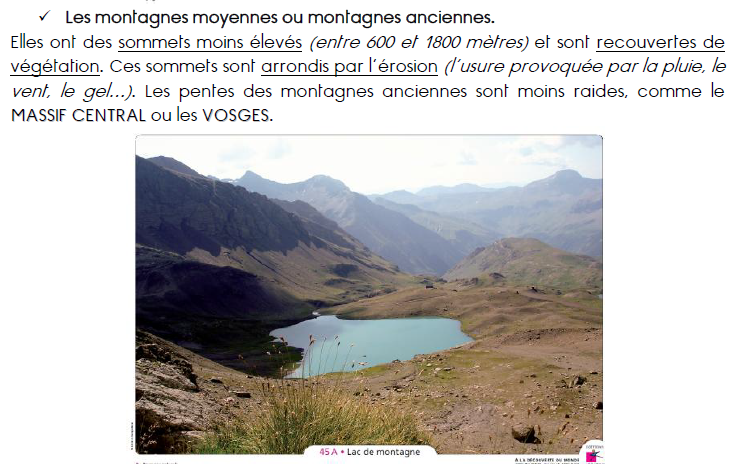 ✓ Les montagnes moyennes ou montagnes anciennes.
Elles ont des sommets moins élevés (entre 600 et 1800 mètres) et sont recouvertes de
végétation. Ces sommets sont arrondis par l'érosion (l'usure provoquée par la pluie, le
vent, le gel...). Les pentes des montagnes anciennes sont moins raides, comme le
MASSIF CENTRAL ou les VOSGES.
45A • Lac de montagne
À LA DÉCOUVERTE DU MONDE